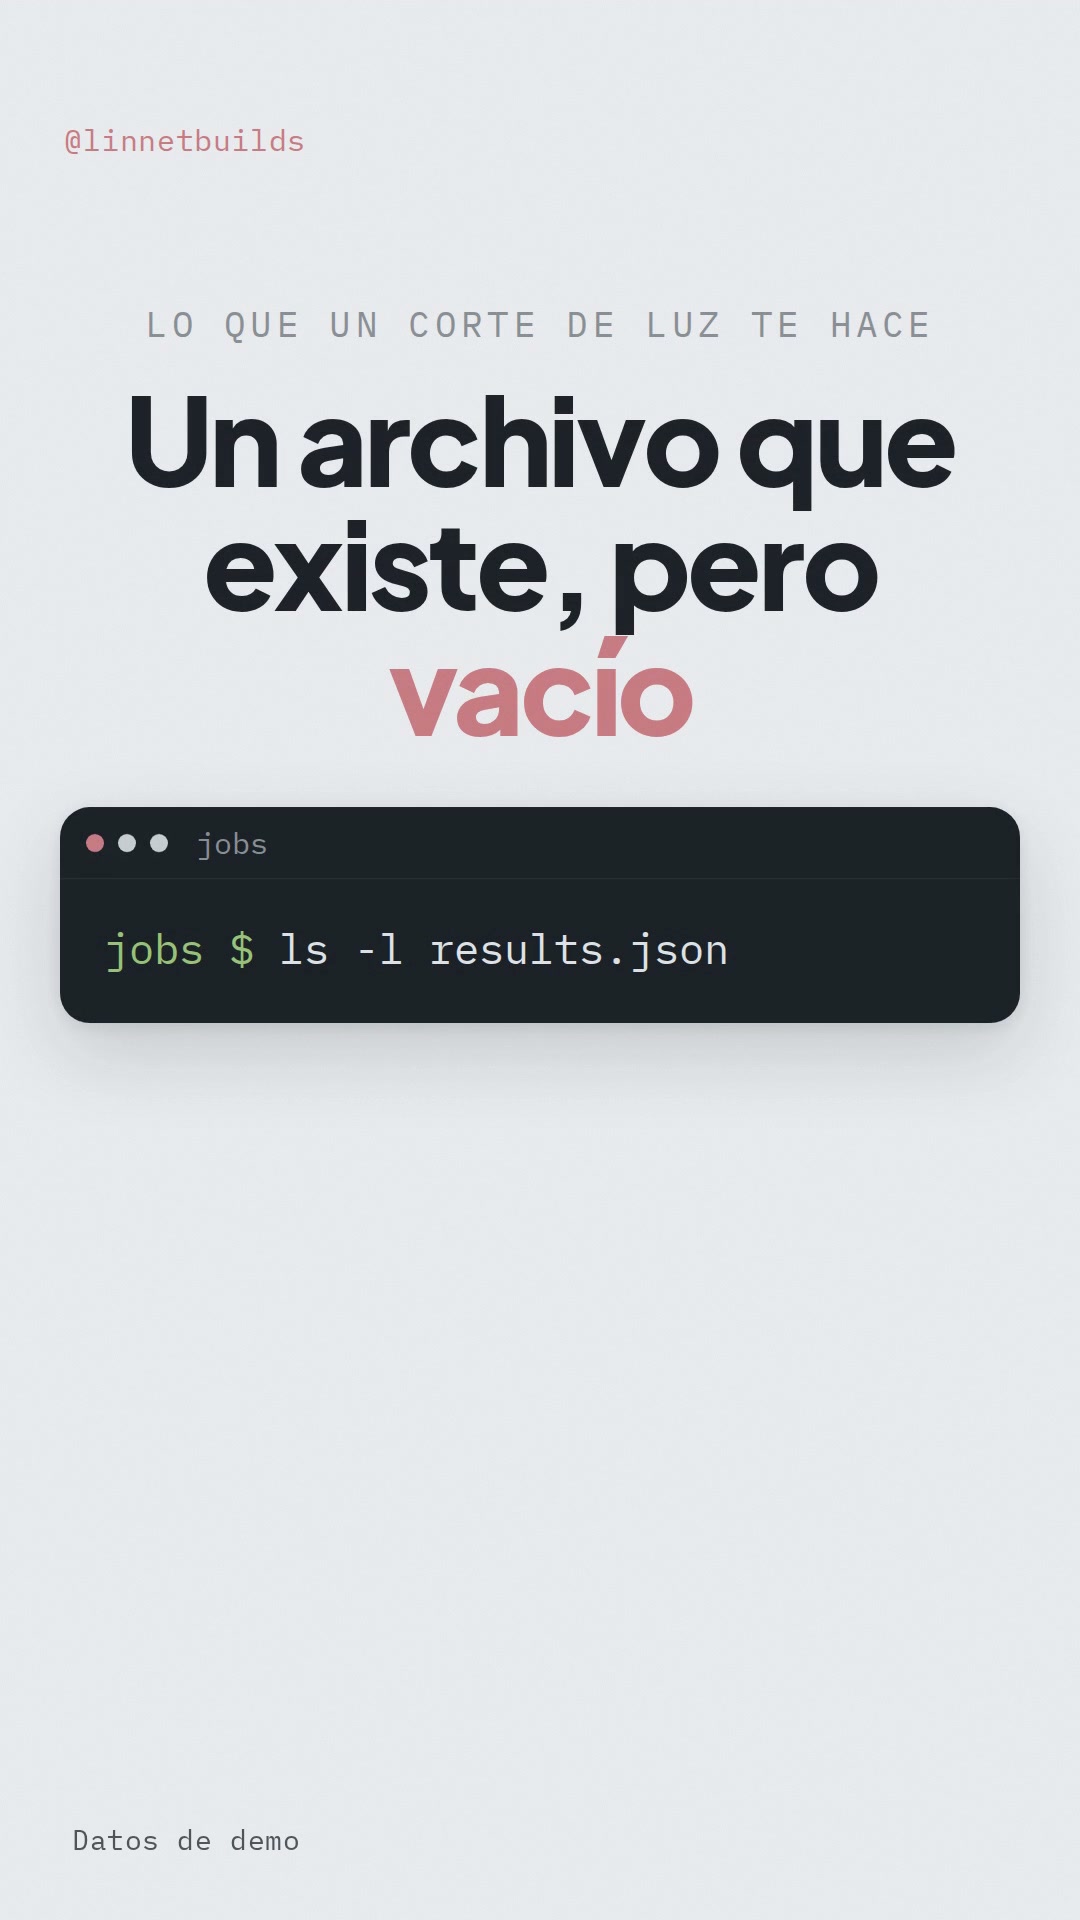 @linnetbuilds
LO QUE UN CORTE DE LUZ TE HACE
Un archivo que
existe, pero
vacío
jobs
jobs $ ls -l results.json
Datos de demo